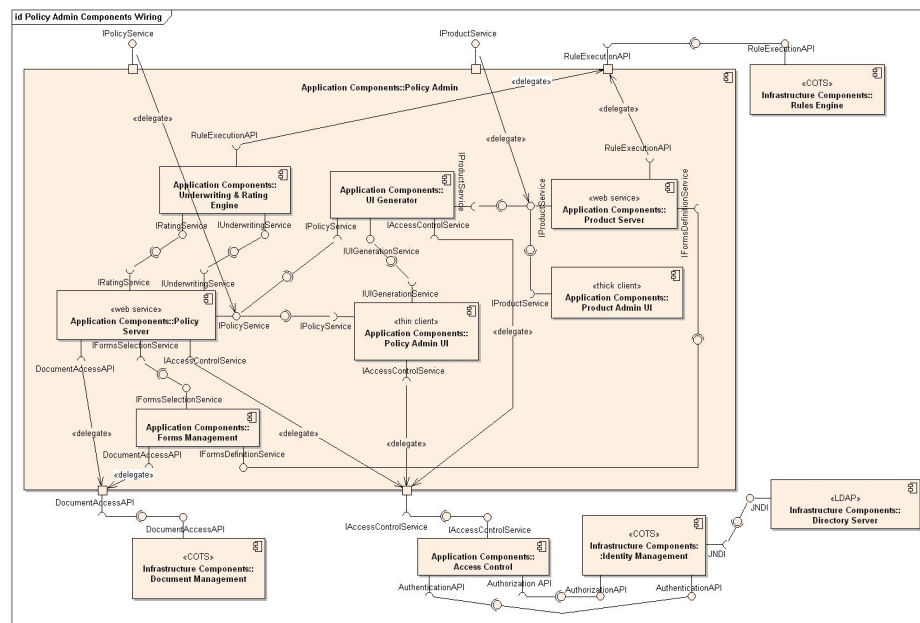 id Policy Admin Components Wiring
IPolicyService
IProductService
RuleExecutionAPI
RuleExecutionAPI
«COTS»
Infrastructure Components::
Rules Engine
Application Components::Policy Admin
«delegate»
«delegate»
«delegate»
«delegate»
RuleExecutionAPI
RuleExecutionAPI
Application Components::
Underwriting & Rating
Engine
Application Components::
UI Generator
IProductService
IProductService
«web service»
Application Components::
Product Server
IFormsDefinitionService
IRatingService
IUnderwritingService
IPolicyService
IAccessControlService
IUIGenerationService
IRatingService
IUnderwritingService
IUIGenerationService
IProductService
«thick client»
Application Components::
Product Admin UI
«web service»
Application Components::Policy
Server
IPolicyService
IPolicyService
«thin client»
Application Components::
Policy Admin UI
«delegate»
IFormsSelectionService
DocumentAccessAPI
IAccessControlService
IAccessControlService
IFormsSelectionService
Application Components::
Forms Management
«delegate»
«delegate»
«delegate»
DocumentAccessAPI
IFormsDefinitionService
«delegate»
DocumentAccessAPI
DocumentAccessAPI
«COTS»
Infrastructure Components::
Document Management
IAccessControlService
IAccessControlService
Application Components::
Access Control
«COTS»
Infrastructure Components:
:Identity Management
JNDI
JNDI
«LDAP»
Infrastructure Components::
Directory Server
AuthenticationAPI
Authorization API
AuthorizationAPI
AuthenticationAPI